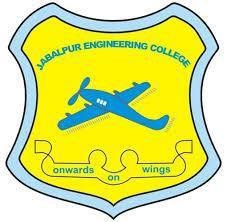 JABALPUR ENGINEERING COLLEGE
onwards on wings